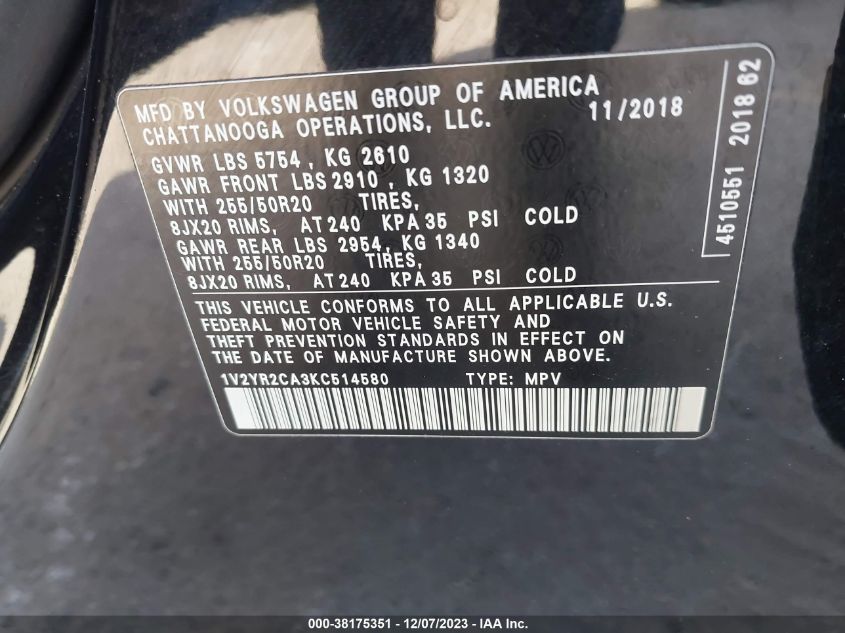 MFD BY VOLKSWAGEN GROUP OF AMERICA
CHATTANOOGA OPERATIONS, LLC. 11/2018
GVWR LBS 5754 , KG 2610
GAWR FRONT LBS 2910 , KG 1320
WITH 255/50R20 TIRES,
8JX20 RIMS, AT 240 KPA 35 PSI COLD
GAWR REAR LBS 2954, KG 1340
WITH 255/50R20 TIRES,
8JX20 RIMS, AT 240 KPA 35 PSI COLD
THIS VEHICLE CONFORMS TO ALL APPLICABLE U.S.
FEDERAL MOTOR VEHICLE SAFETY AND
THEFT PREVENTION STANDARDS IN EFFECT ON
THE DATE OF MANUFACTURE SHOWN ABOVE.
1V2YR2CA3KC514580 TYPE: MPV
4510551 2018 62
000-38175351 - 12/07/2023 - IAA Inc.